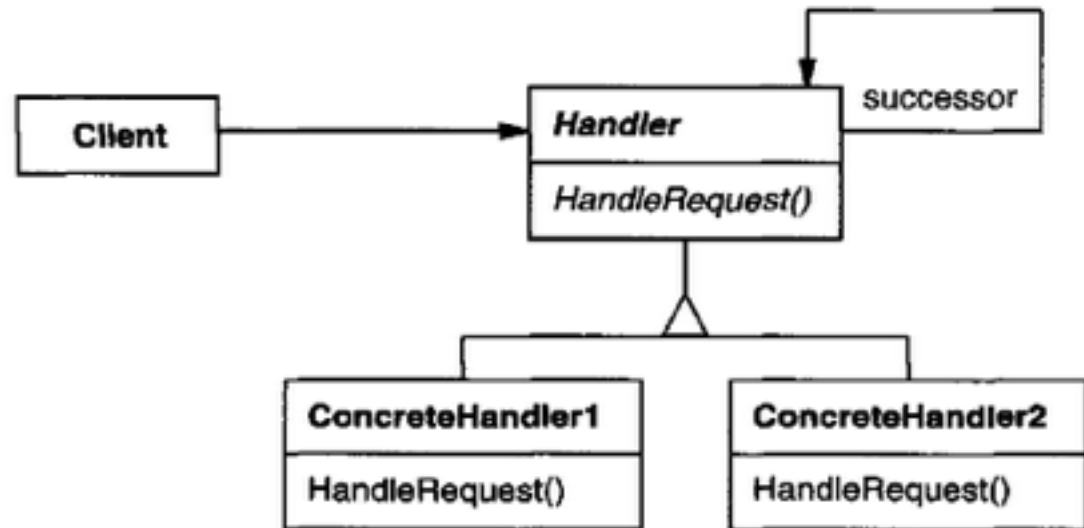 successor
Client
Handler
HandleRequest()
ConcreteHandler1
ConcreteHandler2
HandleRequest()
HandleRequest()